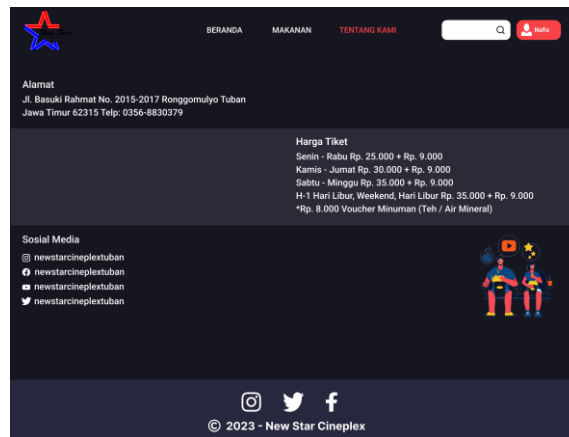 BERANDA MAKANAN TENTANG KAMI Nafis
Alamat
Jl. Basuki Rahmat No. 2015-2017 Ronggomulyo Tuban
Jawa Timur 62315 Telp: 0356-8830379
Harga Tiket
Senin - Rabu Rp. 25.000 + Rp. 9.000
Kamis - Jumat Rp. 30.000 + Rp. 9.000
Sabtu - Minggu Rp. 35.000 + Rp. 9.000
H-1 Hari Libur, Weekend, Hari Libur Rp. 35.000 + Rp. 9.000
*Rp. 8.000 Voucher Minuman (Teh / Air Mineral)
Sosial Media
newstarcineplextuban
newstarcineplextuban
newstarcineplextuban
newstarcineplextuban
© 2023 - New Star Cineplex